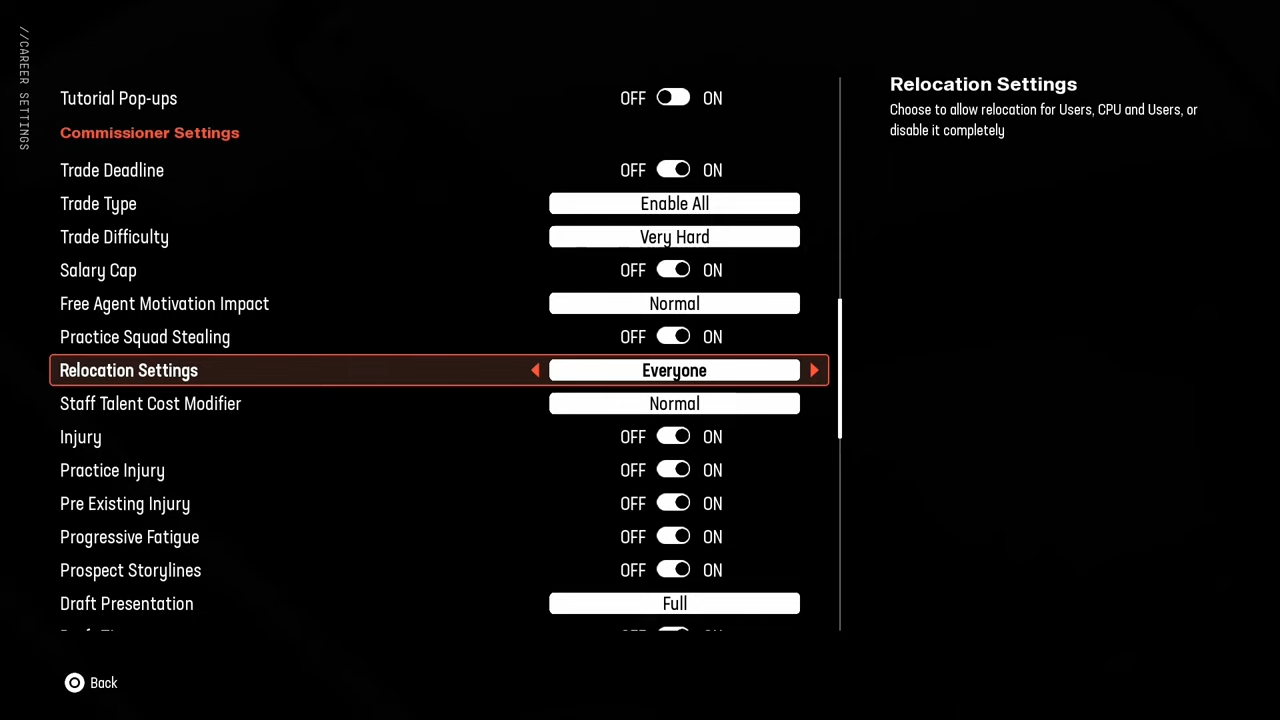 //CAREER SETTINGS
Tutorial Pop-ups OFF ON
Commissioner Settings
Trade Deadline OFF ON
Trade Type Enable All
Trade Difficulty Very Hard
Salary Cap OFF ON
Free Agent Motivation Impact Normal
Practice Squad Stealing OFF ON
Relocation Settings Everyone
Staff Talent Cost Modifier Normal
Injury OFF ON
Practice Injury OFF ON
Pre Existing Injury OFF ON
Progressive Fatigue OFF ON
Prospect Storylines OFF ON
Draft Presentation Full
Relocation Settings
Choose to allow relocation for Users, CPU and Users, or
disable it completely
Back